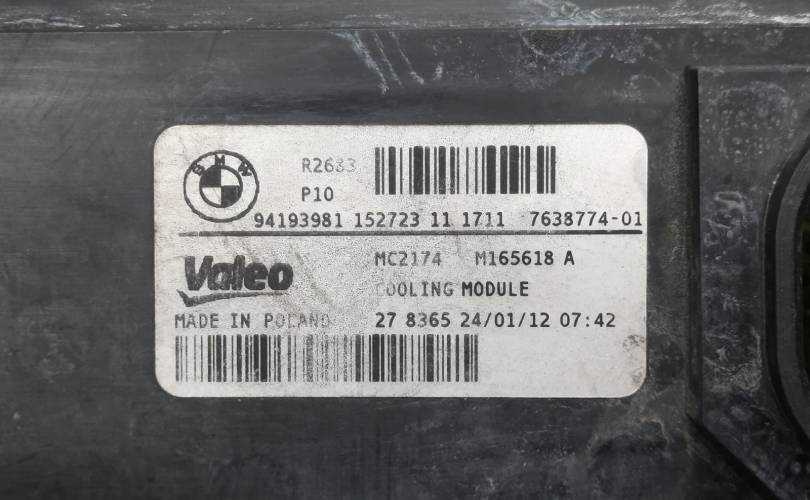 BMW
R2683
P10
94193981 152723 11 1711 7638774-01
Valeo
MC2174 M165618 A
COOLING MODULE
MADE IN POLAND 27 8365 24/01/12 07:42